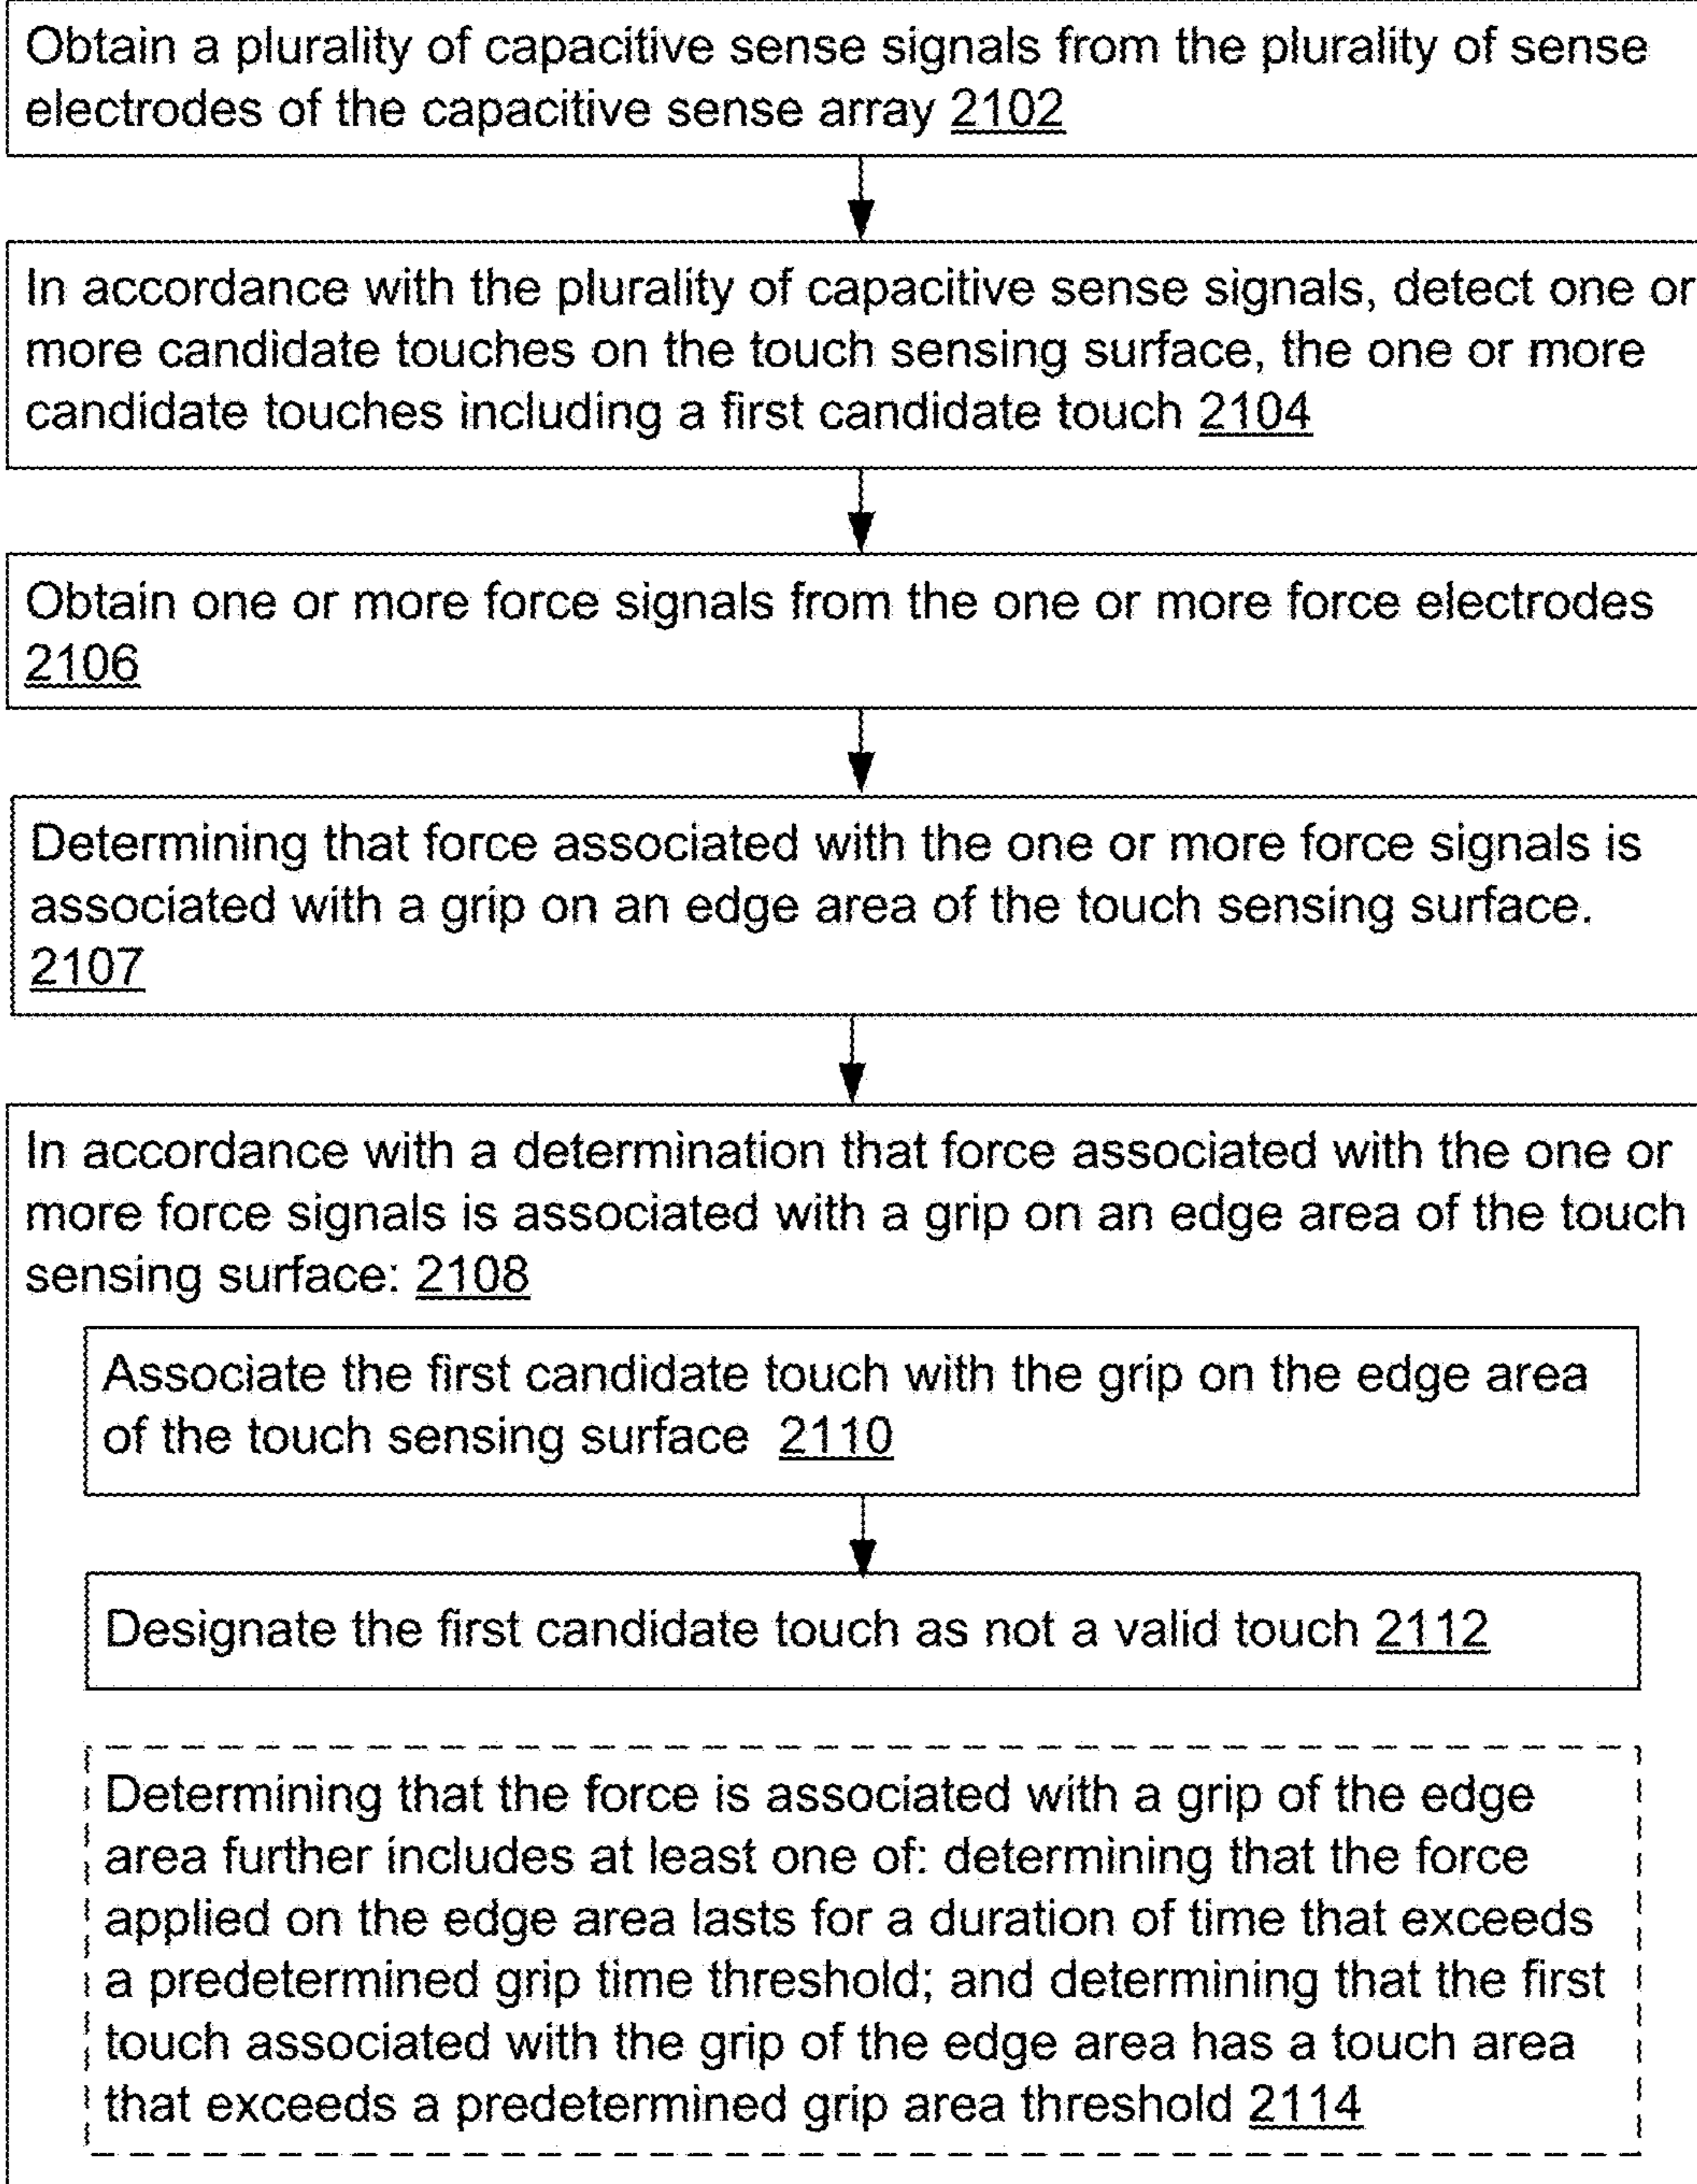 Obtain a plurality of capacitive sense signals from the plurality of sense
electrodes of the capacitive sense array 2102
In accordance with the plurality of capacitive sense signals, detect one or
more candidate touches on the touch sensing surface, the one or more
candidate touches including a first candidate touch 2104
Obtain one or more force signals from the one or more force electrodes
2106
Determining that force associated with the one or more force signals is
associated with a grip on an edge area of the touch sensing surface.
2107
In accordance with a determination that force associated with the one or
more force signals is associated with a grip on an edge area of the touch
sensing surface: 2108
Associate the first candidate touch with the grip on the edge area
of the touch sensing surface 2110
Designate the first candidate touch as not a valid touch 2112
Determining that the force is associated with a grip of the edge
area further includes at least one of: determining that the force
applied on the edge area lasts for a duration of time that exceeds
a predetermined grip time threshold; and determining that the first
touch associated with the grip of the edge area has a touch area
that exceeds a predetermined grip area threshold 2114